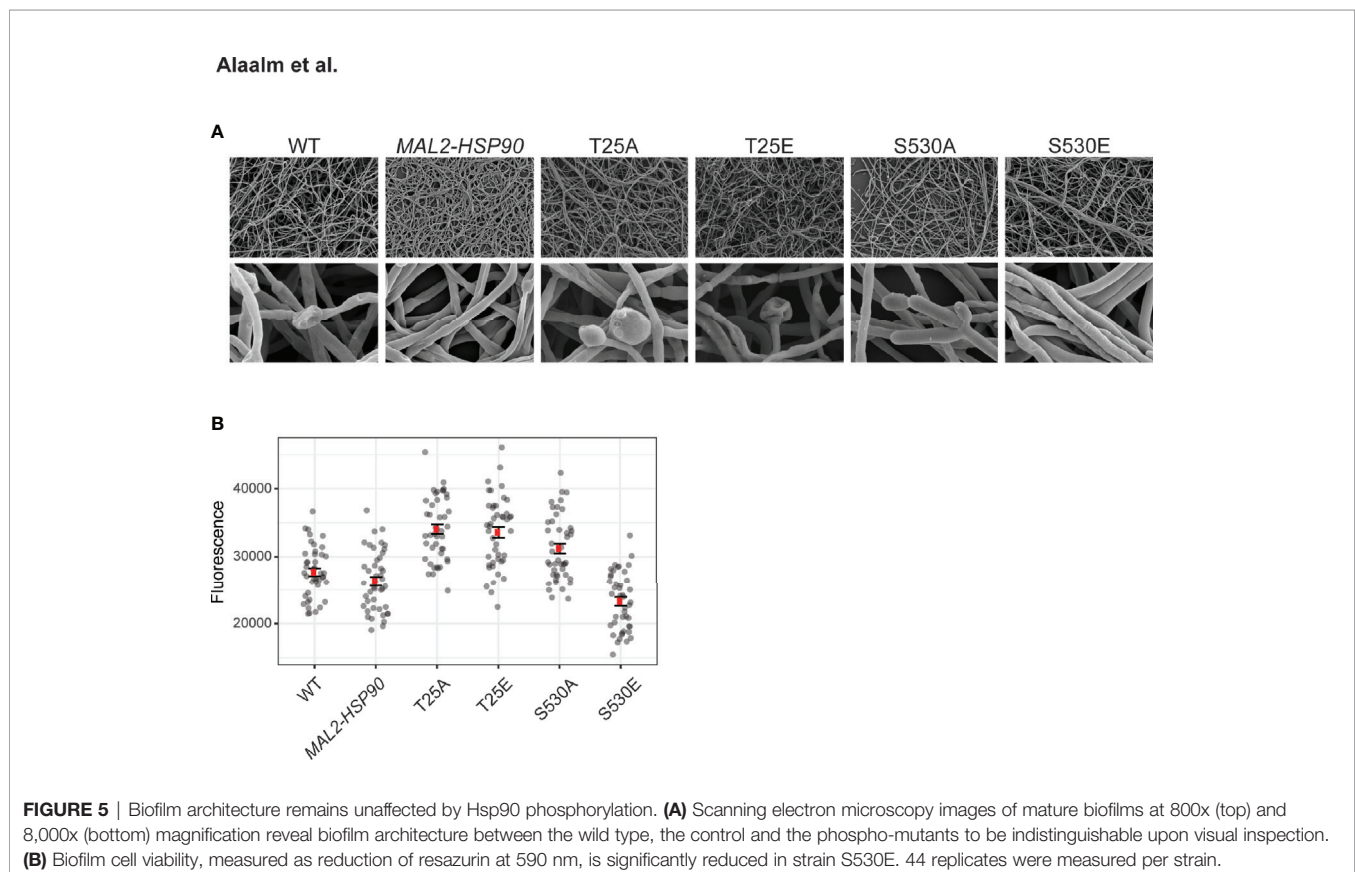 Alaalm et al.
A
WT MAL2-HSP90 T25A T25E S530A S530E
B
Fluorescence
40000
30000
20000
WT MAL2-HSP90 T25A T25E S530A S530E
FIGURE 5 | Biofilm architecture remains unaffected by Hsp90 phosphorylation. (A) Scanning electron microscopy images of mature biofilms at 800x (top) and
8,000x (bottom) magnification reveal biofilm architecture between the wild type, the control and the phospho-mutants to be indistinguishable upon visual inspection.
(B) Biofilm cell viability, measured as reduction of resazurin at 590 nm, is significantly reduced in strain S530E. 44 replicates were measured per strain.